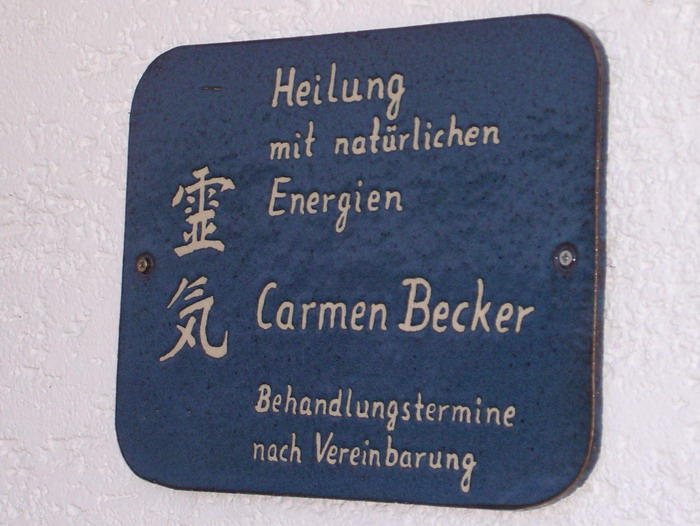 Heilung
mit natürlichen
Energien
霊気
Carmen Becker
Behandlungstermine
nach Vereinbarung